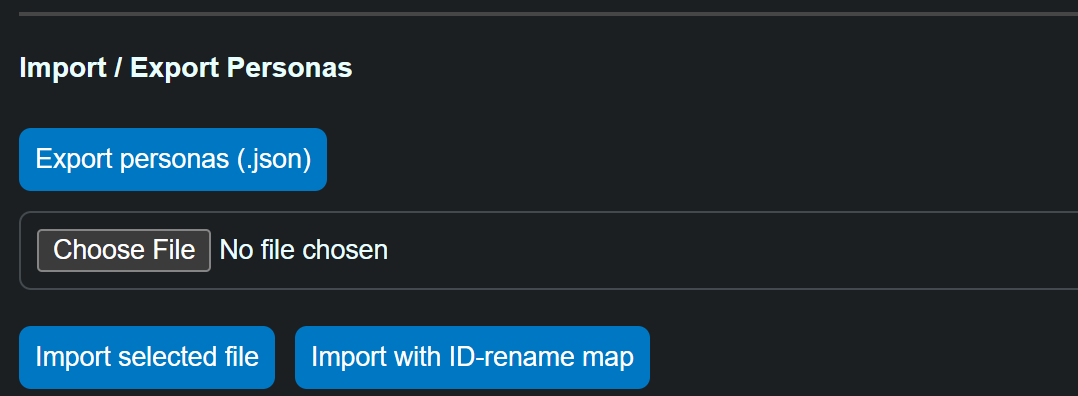 Import / Export Personas
Export personas (.json)
Choose File No file chosen
Import selected file Import with ID-rename map